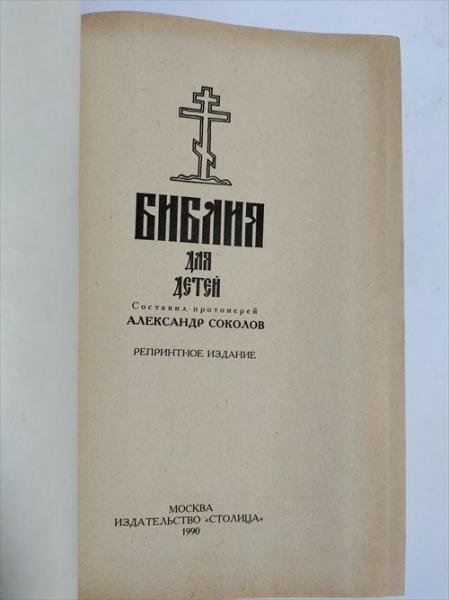 БИБЛИЯ
ДЛЯ
ДЕТЕЙ
Составил протоиерей
АЛЕКСАНДР СОКОЛОВ
РЕПРИНТНОЕ ИЗДАНИЕ
МОСКВА
ИЗДАТЕЛЬСТВО «СТОЛИЦА»
1990